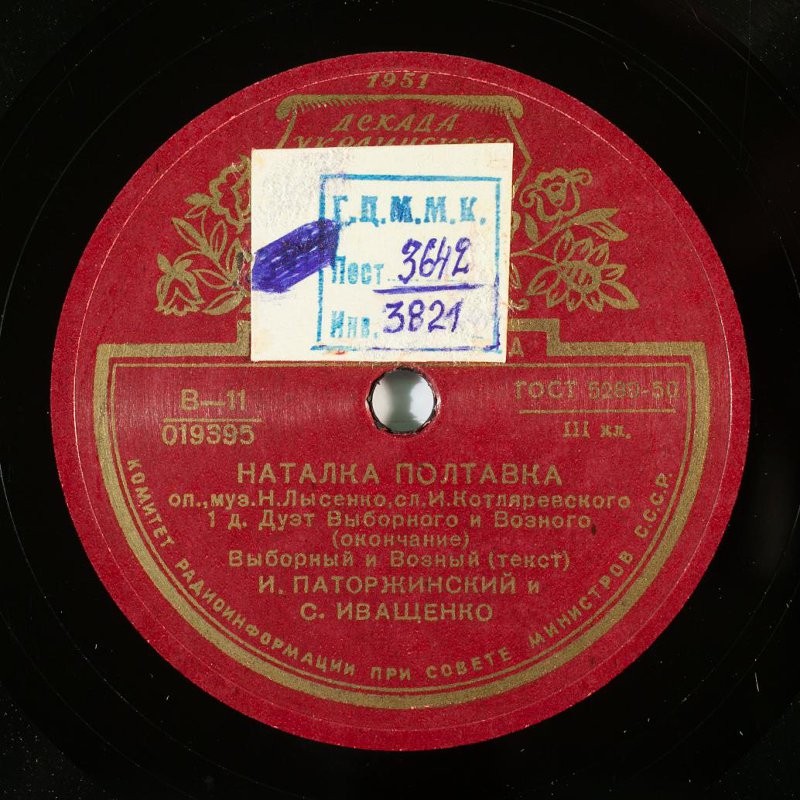 1951
ДЕКАДА
УКРАИНСКОГО
Г.Ц.М.М.К.
Пост 3642
Инв. 3821
А
В—11
019395
ГОСТ 5289-50
III кл.
НАТАЛКА ПОЛТАВКА
оп., муз. Н. Лысенко, сл. И. Котляревского
1 д. Дуэт Выборного и Возного
(окончание)
Выборный и Возный (текст)
И. ПАТОРЖИНСКИЙ и
С. ИВАЩЕНКО
КОМИТЕТ РАДИОИНФОРМАЦИИ ПРИ СОВЕТЕ МИНИСТРОВ С.С.С.Р.